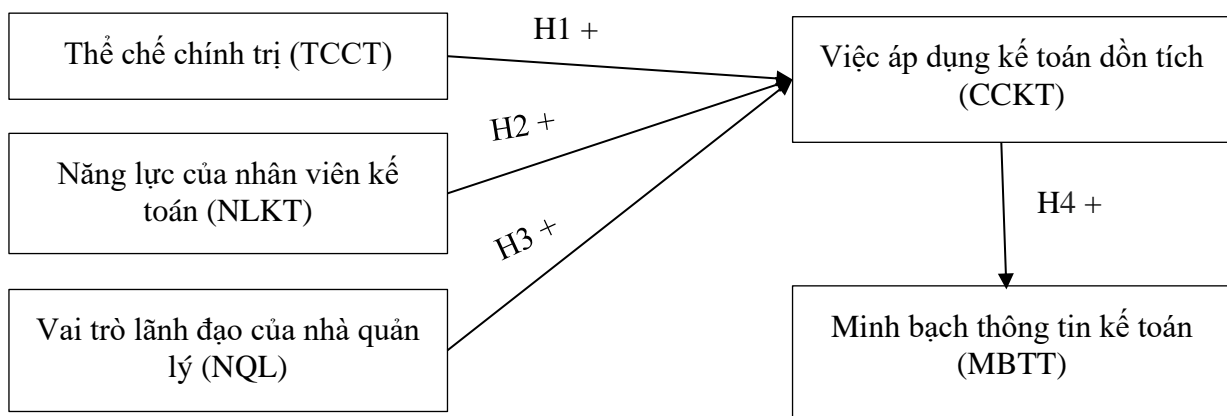 Thể chế chính trị (TCCT)
H1 +
Việc áp dụng kế toán dồn tích
(CCKT)
Năng lực của nhân viên kế
toán (NLKT)
H2 +
H3 +
H4 +
Vai trò lãnh đạo của nhà quản
lý (NQL)
Minh bạch thông tin kế toán
(MBTT)